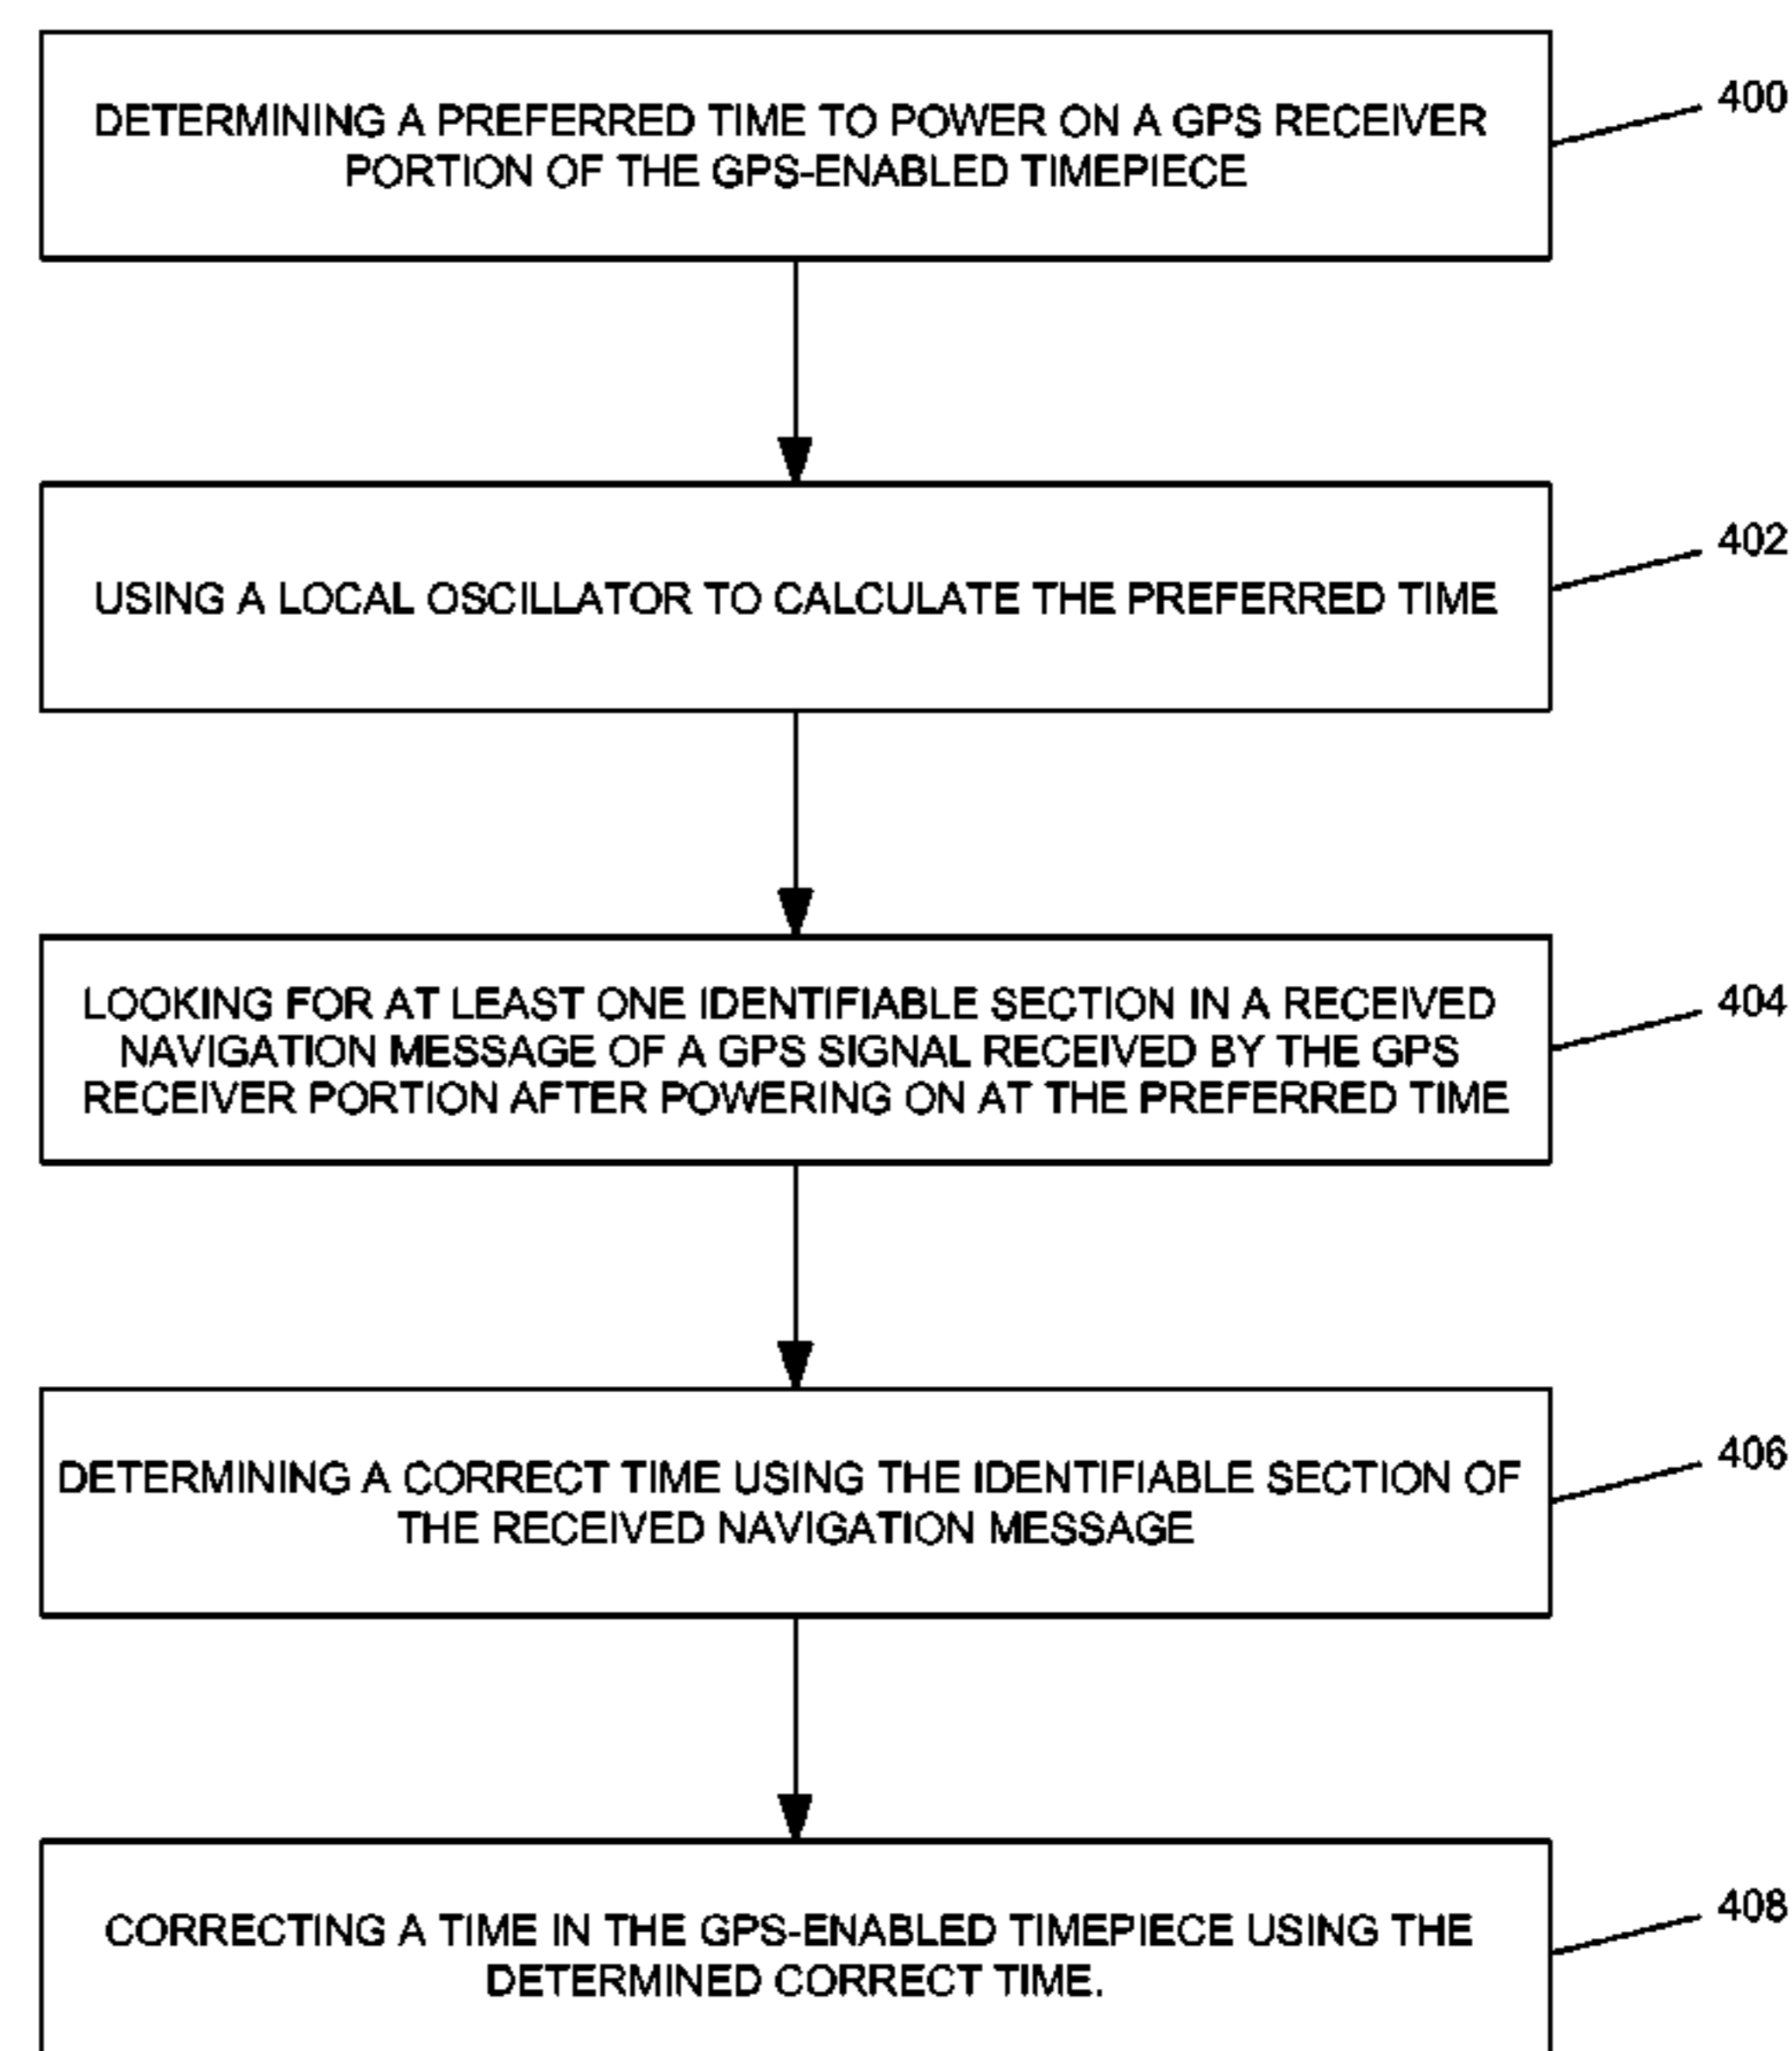 DETERMINING A PREFERRED TIME TO POWER ON A GPS RECEIVER
PORTION OF THE GPS-ENABLED TIMEPIECE
400
USING A LOCAL OSCILLATOR TO CALCULATE THE PREFERRED TIME
402
LOOKING FOR AT LEAST ONE IDENTIFIABLE SECTION IN A RECEIVED
NAVIGATION MESSAGE OF A GPS SIGNAL RECEIVED BY THE GPS
RECEIVER PORTION AFTER POWERING ON AT THE PREFERRED TIME
404
DETERMINING A CORRECT TIME USING THE IDENTIFIABLE SECTION OF
THE RECEIVED NAVIGATION MESSAGE
406
CORRECTING A TIME IN THE GPS-ENABLED TIMEPIECE USING THE
DETERMINED CORRECT TIME.
408